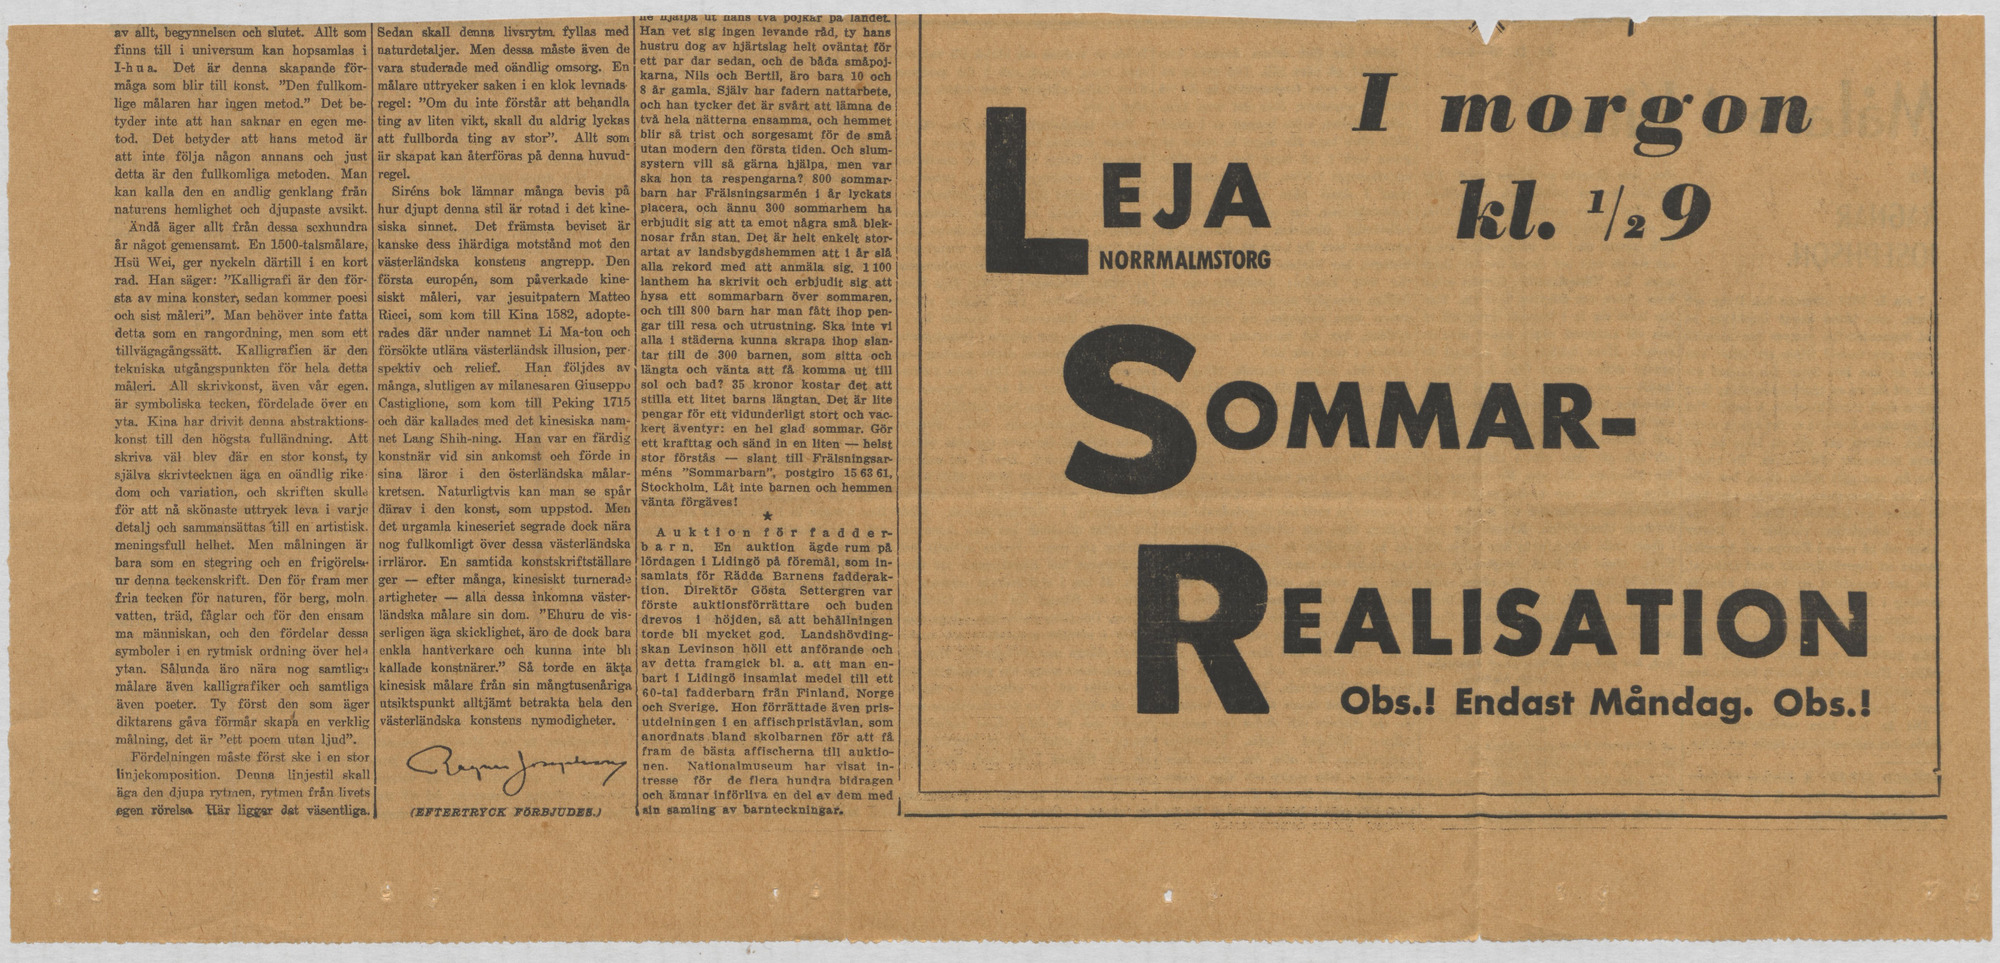 av allt, begynnelsen och slutet. Allt som
finns till i universum kan hopsamlas i
I-hua. Det är denna skapande för-
måga som blir till konst. ”Den fullkom-
lige målaren har ingen metod.” Det be-
tyder inte att han saknar en egen me-
tod. Det betyder att hans metod är
att inte följa någon annans och just
detta är den fullkomliga metoden. Man
kan kalla den en andlig genklang från
naturens hemlighet och djupaste avsikt.
Ändå äger allt från dessa sexhundra
år något gemensamt. En 1500-talsmålare,
Hsü Wei, ger nyckeln därtill i en kort
rad. Han säger: ”Kalligrafi är den för-
sta av mina konster, sedan kommer poesi
och sist måleri”. Man behöver inte fatta
detta som en rangordning, men som ett
tillvägagångssätt. Kalligrafien är den
tekniska utgångspunkten för hela detta
måleri. All skrivkonst, även vår egen,
är symboliska tecken, fördelade över en
yta. Kina har drivit denna abstraktions-
konst till den högsta fulländning. Att
skriva väl blev där en stor konst, ty
själva skrivtecknen äga en oändlig rike-
dom och variation, och skriften skulle
för att nå skönaste uttryck leva i varje
detalj och sammansättas till en artistisk.
meningsfull helhet. Men målningen är
bara som en stegring och en frigörelse
ur denna teckenskrift. Den för fram mer
fria tecken för naturen, för berg, moln
vatten, träd, fåglar och för den ensam
ma människan, och den fördelar dessa
symboler i en rytmisk ordning över hela
ytan. Sålunda äro nära nog samtliga
målare även kalligrafiker och samtliga
även poeter. Ty först den som äger
diktarens gåva förmår skapa en verklig
målning, det är ”ett poem utan ljud”.
Fördelningen måste först ske i en stor
linjekomposition. Denna linjestil skall
äga den djupa rytmen, rytmen från livets
egen rörelse. Här ligger det väsentliga.
Sedan skall denna livsrytm fyllas med
naturdetaljer. Men dessa måste även de
vara studerade med oändlig omsorg. En
målare uttrycker saken i en klok levnads-
regel: ”Om du inte förstår att behandla
ting av liten vikt, skall du aldrig lyckas
att fullborda ting av stor”. Allt som
är skapat kan återföras på denna huvud-
regel.
Siréns bok lämnar många bevis på
hur djupt denna stil är rotad i det kine-
siska sinnet. Det främsta beviset är
kanske dess ihärdiga motstånd mot den
västerländska konstens angrepp. Den
första europén, som påverkade kine-
siskt måleri, var jesuitpatern Matteo
Ricci, som kom till Kina 1582, adopte-
rades där under namnet Li Ma-tou och
försökte utlära västerländsk illusion, per-
spektiv och relief. Han följdes av
många, slutligen av milanesaren Giuseppe
Castiglione, som kom till Peking 1715
och där kallades med det kinesiska nam-
net Lang Shih-ning. Han var en färdig
konstnär vid sin ankomst och förde in
sina läror i den österländska målar-
kretsen. Naturligtvis kan man se spår
därav i den konst, som uppstod. Men
det urgamla kineseriet segrade dock nära
nog fullkomligt över dessa västerländska
irrläror. En samtida konstskriftställare
ger — efter många, kinesiskt turnerade
artigheter — alla dessa inkomna väster-
ländska målare sin dom. ”Ehuru de vis-
serligen äga skicklighet, äro de dock bara
enkla hantverkare och kunna inte bli
kallade konstnärer.” Så torde en äkta
kinesisk målare från sin mångtusenåriga
utsiktspunkt alltjämt betrakta hela den
västerländska konstens nymodigheter.
Ragnar Josephson
(EFTERTRYCK FÖRBJUDES.)
ne hjälpa ut hans två pojkar på landet.
Han vet sig ingen levande råd, ty hans
hustru dog av hjärtslag helt oväntat för
ett par dar sedan, och de båda småpoj-
karna, Nils och Bertil, äro bara 10 och
8 år gamla. Själv har fadern nattarbete,
och han tycker det är svårt att lämna de
två hela nätterna ensamma, och hemmet
blir så trist och sorgesamt för de små
utan modern den första tiden. Och slum-
systern vill så gärna hjälpa, men var
ska hon ta respengarna? 800 sommar-
barn har Frälsningsarmén i år lyckats
placera, och ännu 300 sommarhem ha
erbjudit sig att ta emot några små blek-
nosar från stan. Det är helt enkelt stor-
artat av landsbygdshemmen att i år slå
alla rekord med att anmäla sig. 1 100
lanthem ha skrivit och erbjudit sig att
hysa ett sommarbarn över sommaren,
och till 800 barn har man fått ihop pen-
gar till resa och utrustning. Ska inte vi
alla i städerna kunna skrapa ihop slan-
tar till de 300 barnen, som sitta och
längta och vänta att få komma ut till
sol och bad? 35 kronor kostar det att
stilla ett litet barns längtan. Det är lite
pengar för ett vidunderligt stort och vac-
kert äventyr: en hel glad sommar. Gör
ett krafttag och sänd in en liten — helst
stor förstås — slant till Frälsningsar-
méns ”Sommarbarn”, postgiro 15 63 61,
Stockholm. Låt inte barnen och hemmen
vänta förgäves!
★
Auktion för fadder-
barn. En auktion ägde rum på
lördagen i Lidingö på föremål, som in-
samlats för Rädda Barnens fadderak-
tion. Direktör Gösta Settergren var
förste auktionsförrättare och buden
drevos i höjden, så att behållningen
torde bli mycket god. Landshövding-
skan Levinson höll ett anförande och
av detta framgick bl. a. att man en-
bart i Lidingö insamlat medel till ett
60-tal fadderbarn från Finland, Norge
och Sverige. Hon förrättade även pris-
utdelningen i en affischpristävlan, som
anordnats bland skolbarnen för att få
fram de bästa affischerna till auktio-
nen. Nationalmuseum har visat in-
tresse för de flera hundra bidragen
och ämnar införliva en del av dem med
sin samling av barnteckningar.
I morgon
kl. 1/2 9
LEJA
NORRMALMSTORG
SOMMAR-
REALISATION
Obs.! Endast Måndag. Obs.!